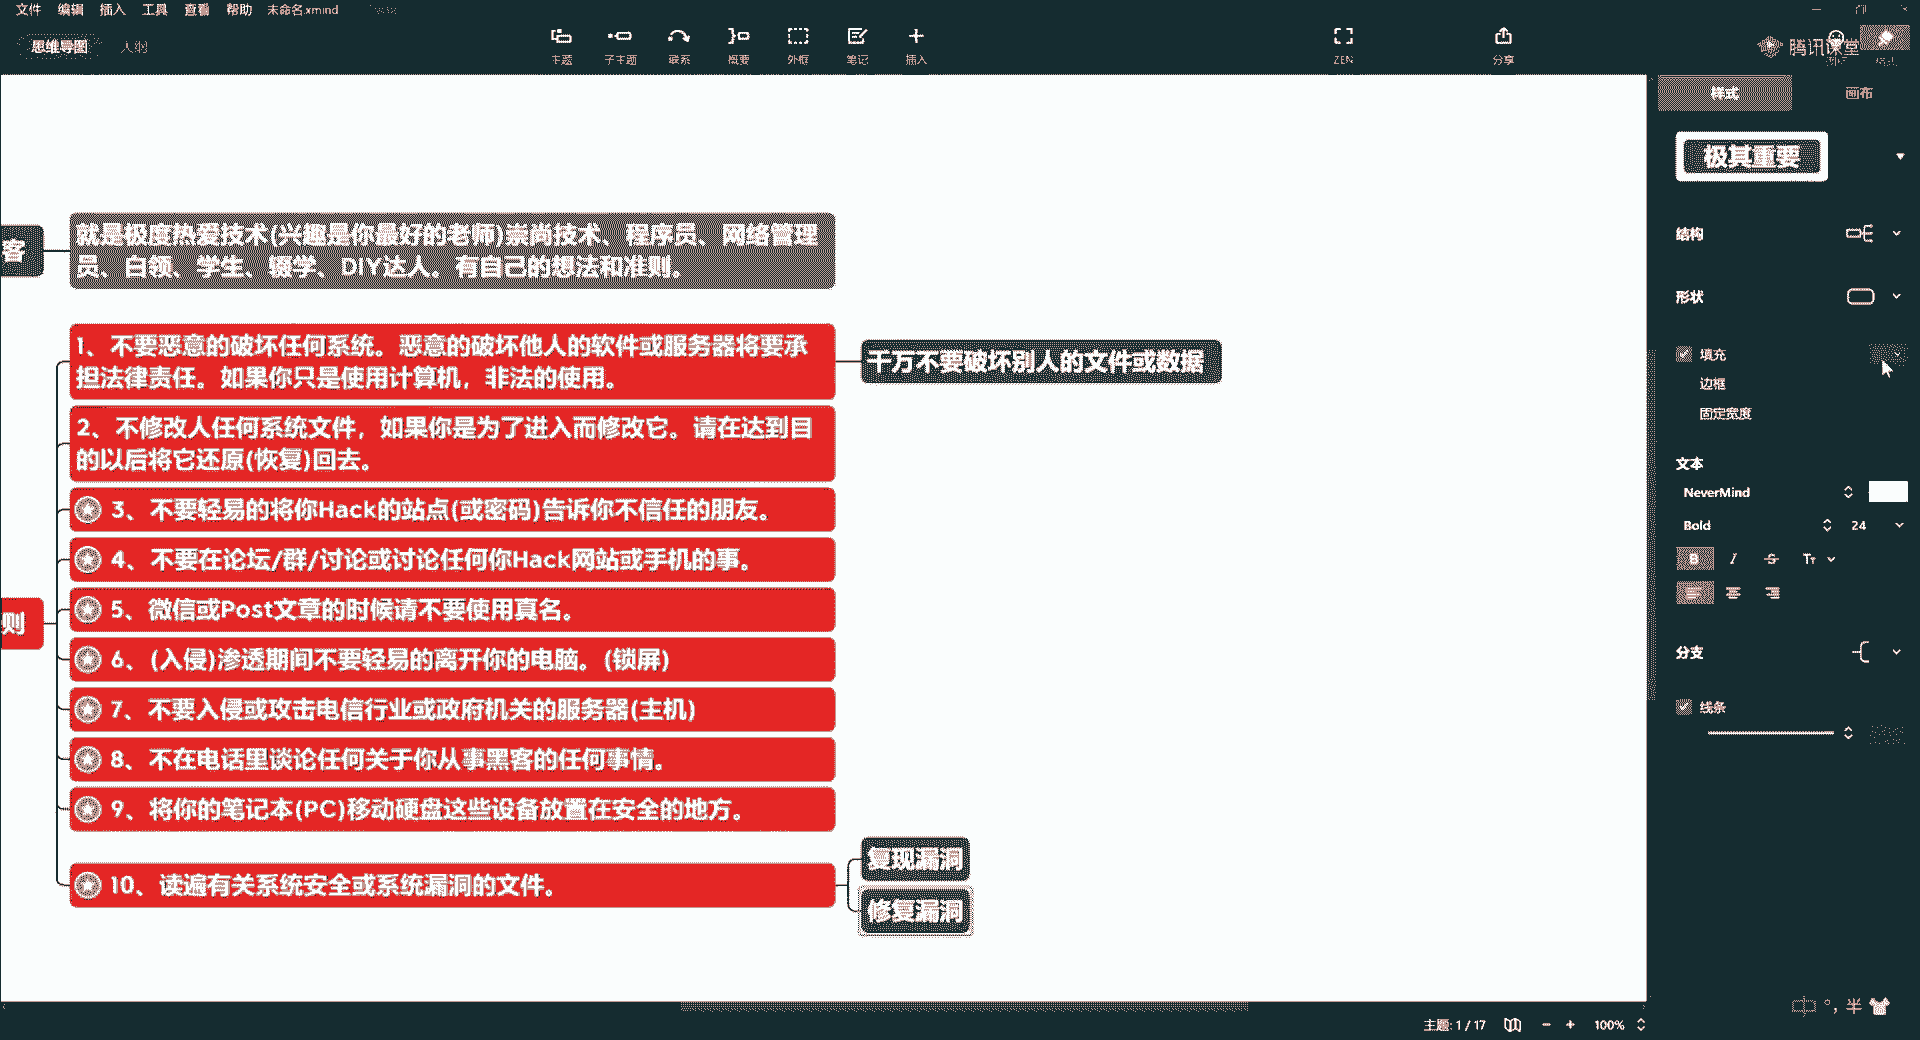 文件 编辑 插入 工具 查看 帮助 未命名.xmind
思维导图 大纲
主题 子主题 联系 概要 外框 笔记 插入 ZEN 分享
腾讯课堂
样式 画布
极其重要
结构
形状
填充
边框
固定宽度
文本
NeverMind
Bold 24
B I S Tт
分支
线条
客
就是极度热爱技术(兴趣是你最好的老师)崇尚技术、程序员、网络管理
员、白领、学生、辍学、DIY达人。有自己的想法和准则。
则
1、不要恶意的破坏任何系统。恶意的破坏他人的软件或服务器将要承
担法律责任。如果你只是使用计算机，非法的使用。
千万不要破坏别人的文件或数据
2、不修改人任何系统文件，如果你是为了进入而修改它。请在达到目
的以后将它还原(恢复)回去。
3、不要轻易的将你Hack的站点(或密码)告诉你不信任的朋友。
4、不要在论坛/群/讨论或讨论任何你Hack网站或手机的事。
5、微信或Post文章的时候请不要使用真名。
6、(入侵)渗透期间不要轻易的离开你的电脑。(锁屏)
7、不要入侵或攻击电信行业或政府机关的服务器(主机)
8、不在电话里谈论任何关于你从事黑客的任何事情。
9、将你的笔记本(PC)移动硬盘这些设备放置在安全的地方。
10、读遍有关系统安全或系统漏洞的文件。
复现漏洞
修复漏洞
中 °, 半
主题: 1 / 17 100%